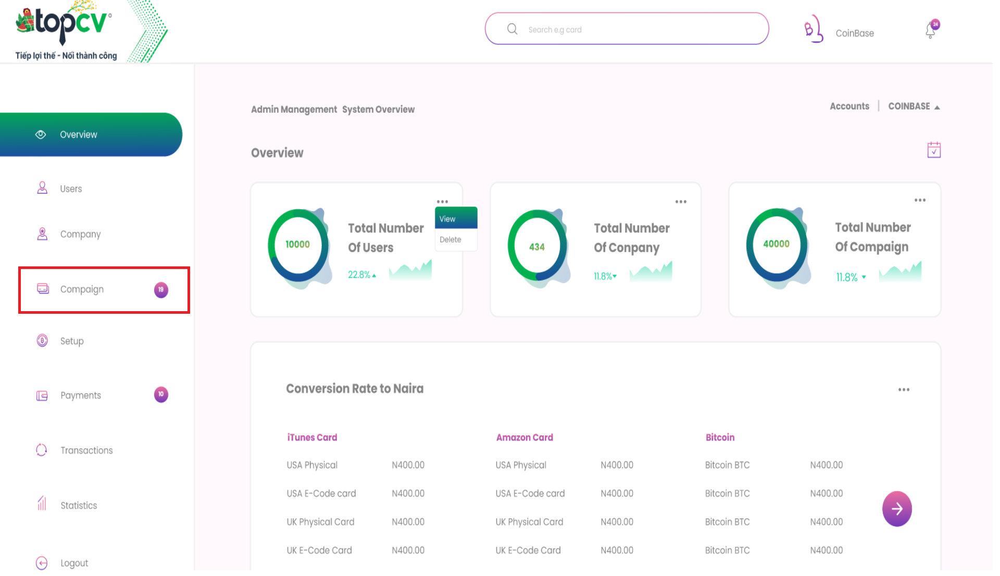 topcv
Tiếp lợi thế - Nối thành công
Search e.g card
CoinBase
24
Admin Management System Overview
Accounts
COINBASE
Overview
Overview
Users
Company
Compaign
19
Setup
Payments
10
Transactions
Statistics
Logout
10000
Total Number
Of Users
22.8%
View
Delete
434
Total Number
Of Conpany
11.8%
40000
Total Number
Of Compaign
11.8%
Conversion Rate to Naira
iTunes Card
Amazon Card
Bitcoin
USA Physical N400.00 USA Physical N400.00 Bitcoin BTC N400.00
USA E-Code card N400.00 USA E-Code card N400.00 Bitcoin BTC N400.00
UK Physical Card N400.00 UK Physical Card N400.00 Bitcoin BTC N400.00
UK E-Code Card N400.00 UK E-Code Card N400.00 Bitcoin BTC N400.00